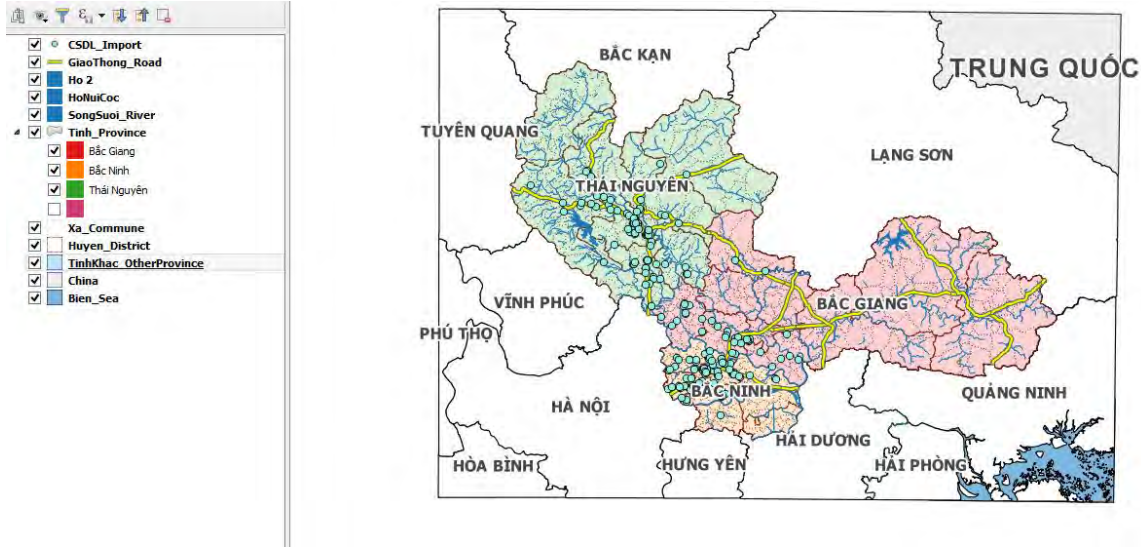 CSDL_Import
GiaoThong_Road
Ho 2
HoNuiCoc
SongSuoi_River
Tinh_Province
Bắc Giang
Bắc Ninh
Thái Nguyên
Xa_Commune
Huyen_District
TinhKhac_OtherProvince
China
Bien_Sea
BẮC KẠN
TRUNG QUỐC
TUYÊN QUANG
LẠNG SƠN
THÁI NGUYÊN
VĨNH PHÚC
BẮC GIANG
PHÚ THỌ
BẮC NINH
QUẢNG NINH
HÀ NỘI
HẢI DƯƠNG
HÒA BÌNH
HƯNG YÊN
HẢI PHÒNG